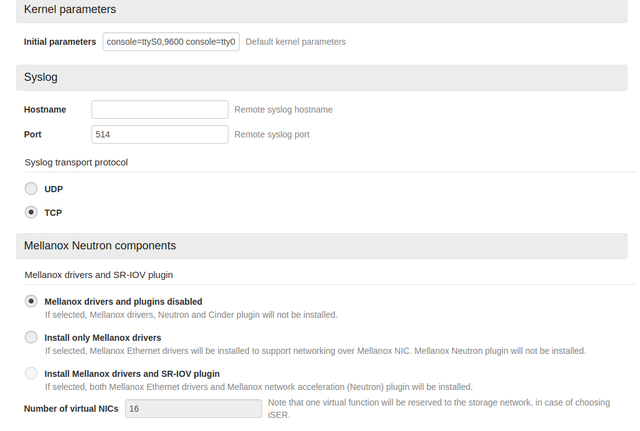 Kernel parameters
Initial parameters console=ttyS0,9600 console=tty0 Default kernel parameters
Syslog
Hostname Remote syslog hostname
Port 514 Remote syslog port
Syslog transport protocol
UDP
TCP
Mellanox Neutron components
Mellanox drivers and SR-IOV plugin
Mellanox drivers and plugins disabled
If selected, Mellanox drivers, Neutron and Cinder plugin will not be installed.
Install only Mellanox drivers
If selected, Mellanox Ethernet drivers will be installed to support networking over Mellanox NIC. Mellanox Neutron plugin will not be installed.
Install Mellanox drivers and SR-IOV plugin
If selected, both Mellanox Ethernet drivers and Mellanox network acceleration (Neutron) plugin will be installed.
Number of virtual NICs 16 Note that one virtual function will be reserved to the storage network, in case of choosing
iSER.